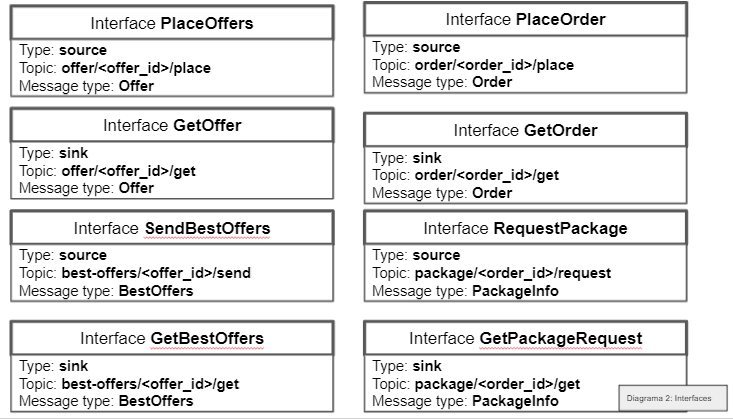 Interface PlaceOffers
Type: source
Topic: offer/<offer_id>/place
Message type: Offer
Interface PlaceOrder
Type: source
Topic: order/<order_id>/place
Message type: Order
Interface GetOffer
Type: sink
Topic: offer/<offer_id>/get
Message type: Offer
Interface GetOrder
Type: sink
Topic: order/<order_id>/get
Message type: Order
Interface SendBestOffers
Type: source
Topic: best-offers/<offer_id>/send
Message type: BestOffers
Interface RequestPackage
Type: source
Topic: package/<order_id>/request
Message type: PackageInfo
Interface GetBestOffers
Type: sink
Topic: best-offers/<offer_id>/get
Message type: BestOffers
Interface GetPackageRequest
Type: sink
Topic: package/<order_id>/get
Message type: PackageInfo
Diagrama 2: Interfaces